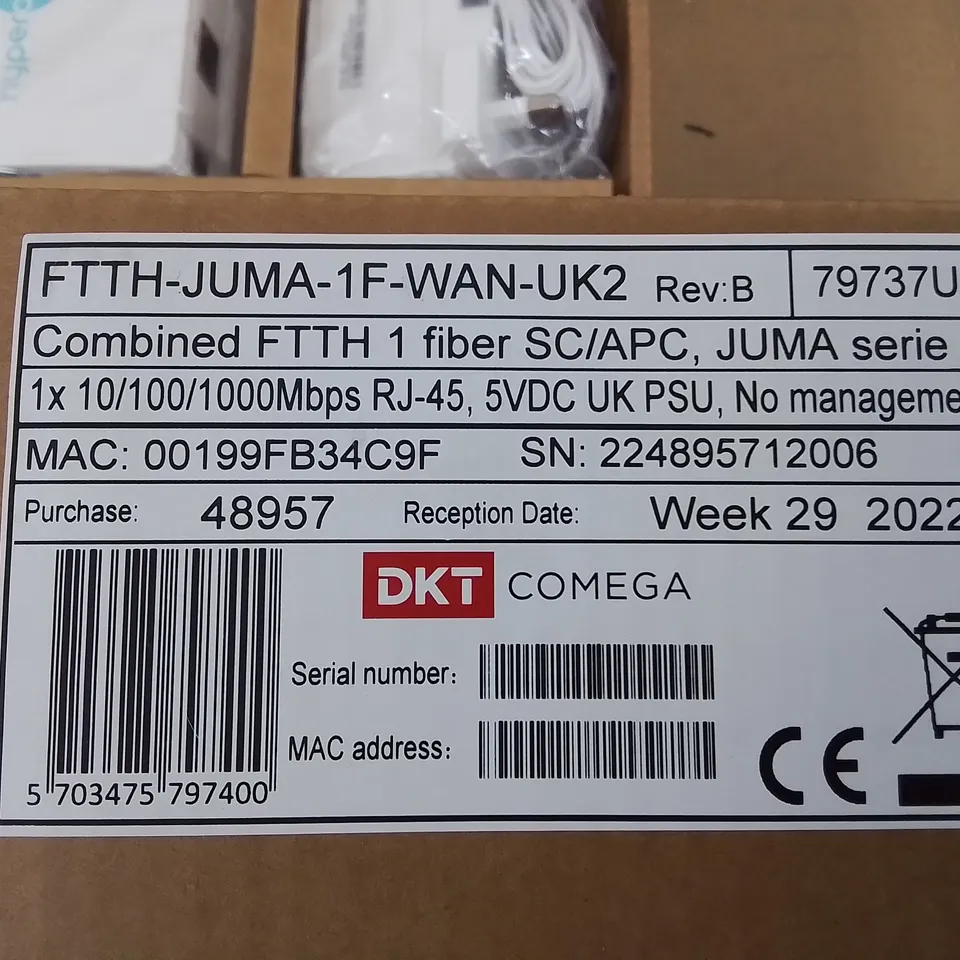 FTTH-JUMA-1F-WAN-UK2 Rev:B 79737U
Combined FTTH 1 fiber SC/APC, JUMA serie
1x 10/100/1000Mbps RJ-45, 5VDC UK PSU, No manageme
MAC: 00199FB34C9F SN: 224895712006
Purchase: 48957 Reception Date: Week 29 2022
DKT COMEGA
Serial number:
MAC address:
CE
5 703475 797400